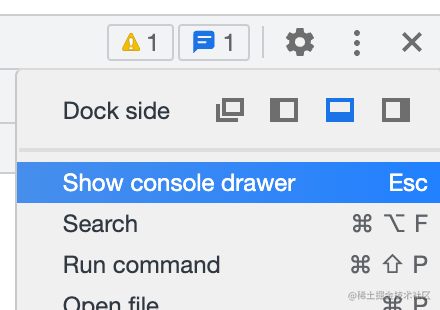 1 1
Dock side
Show console drawer Esc
Search ⌘ ⌥ F
Run command ⌘ ⇧ P
Open file ⌘ P
@稀土掘金技术社区